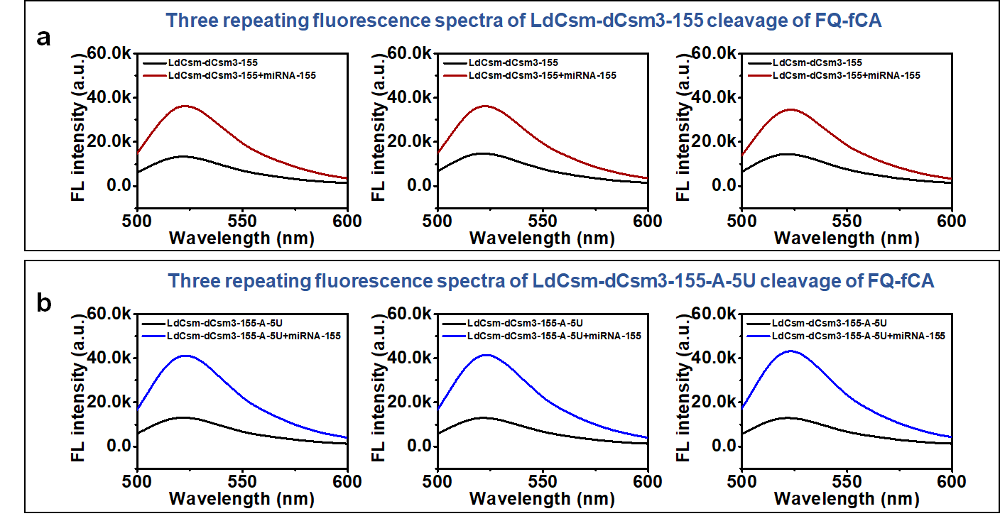 Three repeating fluorescence spectra of LdCsm-dCsm3-155 cleavage of FQ-fCA
a
60.0k
40.0k
20.0k
0.0
FL intensity (a.u.)
LdCsm-dCsm3-155
LdCsm-dCsm3-155+miRNA-155
500 550 600
Wavelength (nm)
60.0k
40.0k
20.0k
0.0
FL intensity (a.u.)
LdCsm-dCsm3-155
LdCsm-dCsm3-155+miRNA-155
500 550 600
Wavelength (nm)
60.0k
40.0k
20.0k
0.0
FL intensity (a.u.)
LdCsm-dCsm3-155
LdCsm-dCsm3-155+miRNA-155
500 550 600
Wavelength (nm)
Three repeating fluorescence spectra of LdCsm-dCsm3-155-A-5U cleavage of FQ-fCA
b
60.0k
40.0k
20.0k
0.0
FL intensity (a.u.)
LdCsm-dCsm3-155-A-5U
LdCsm-dCsm3-155-A-5U+miRNA-155
500 550 600
Wavelength (nm)
60.0k
40.0k
20.0k
0.0
FL intensity (a.u.)
LdCsm-dCsm3-155-A-5U
LdCsm-dCsm3-155-A-5U+miRNA-155
500 550 600
Wavelength (nm)
60.0k
40.0k
20.0k
0.0
FL intensity (a.u.)
LdCsm-dCsm3-155-A-5U
LdCsm-dCsm3-155-A-5U+miRNA-155
500 550 600
Wavelength (nm)